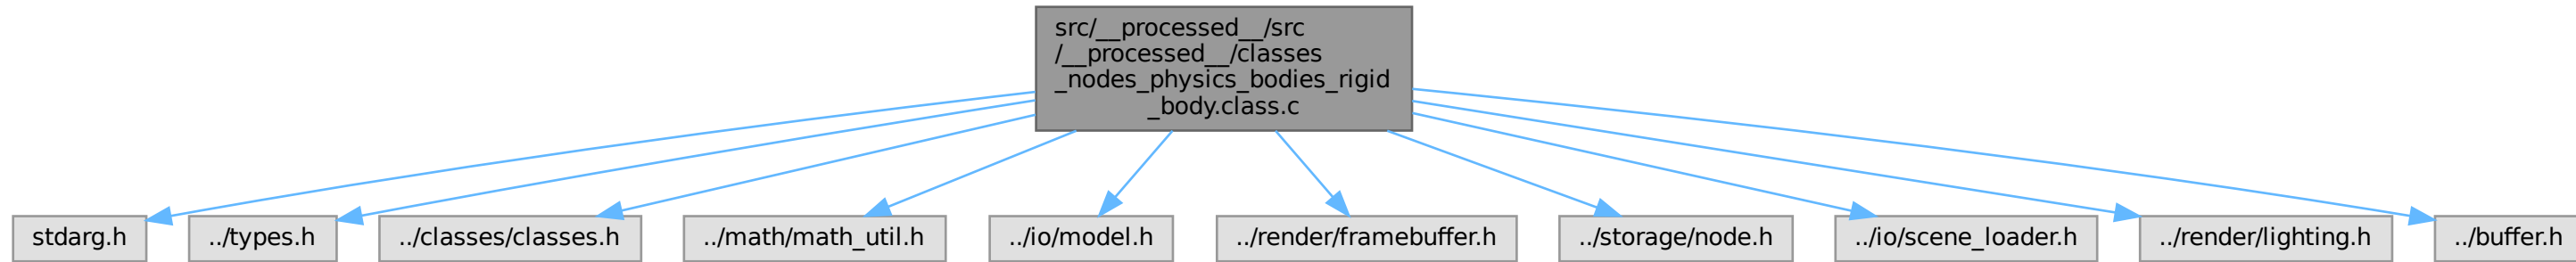 src/__processed__/src
/__processed__/classes
_nodes_physics_bodies_rigid
_body.class.c
stdarg.h
../types.h
../classes/classes.h
../math/math_util.h
../io/model.h
../render/framebuffer.h
../storage/node.h
../io/scene_loader.h
../render/lighting.h
../buffer.h